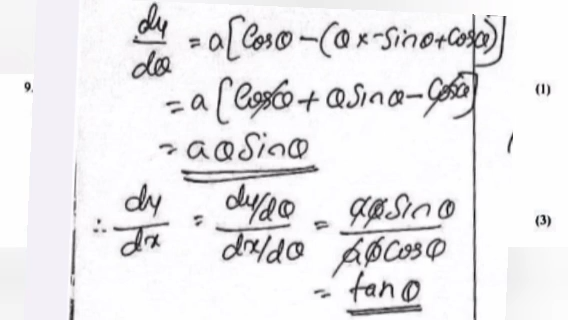 dy/dθ = a[Cosθ-(θx-Sinθ+Cosθ)]
9.
= a[Cosθ+θSinθ-Cosθ] (1)
= aθSinθ
∴ dy/dx = dy/dθ / dx/dθ = aθSinθ / aθCosθ (3)
= tanθ